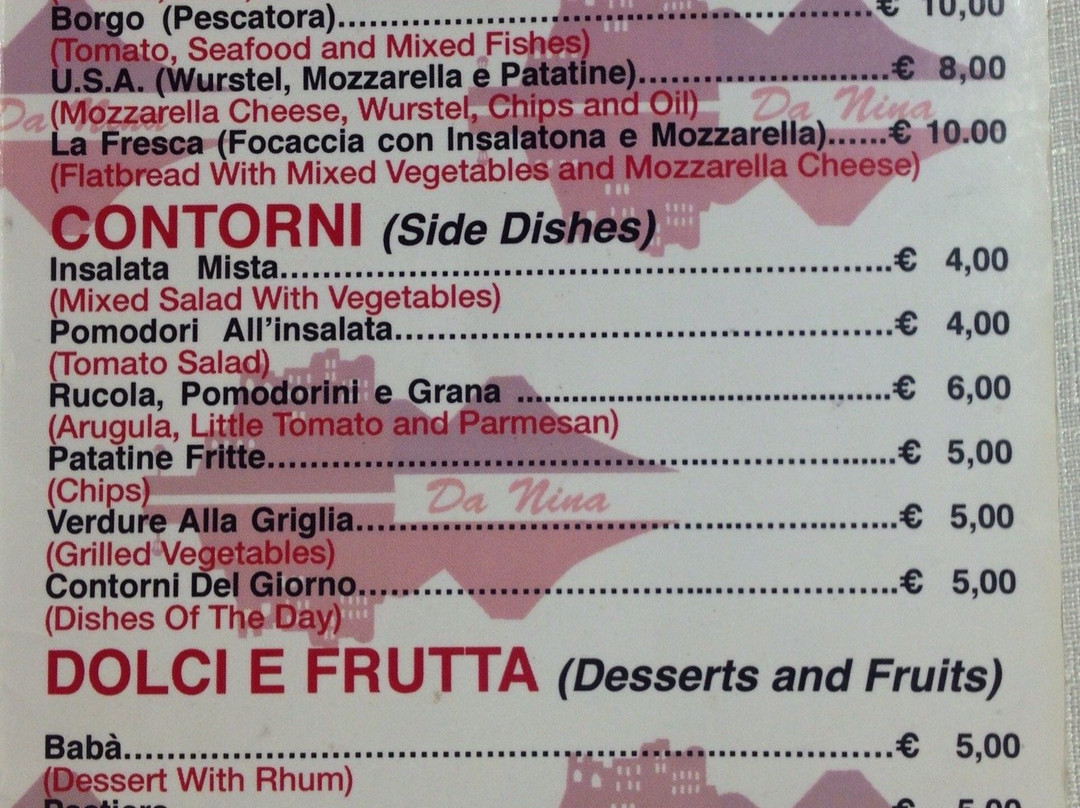 Borgo (Pescatora)..........€ 10,00
(Tomato, Seafood and Mixed Fishes)
U.S.A. (Wurstel, Mozzarella e Patatine)..........€ 8,00
(Mozzarella Cheese, Wurstel, Chips and Oil)
Da Nina
Da Nina
La Fresca (Focaccia con Insalatona e Mozzarella)......€ 10.00
(Flatbread With Mixed Vegetables and Mozzarella Cheese)
CONTORNI (Side Dishes)
Insalata Mista..........€ 4,00
(Mixed Salad With Vegetables)
Pomodori All'insalata..........€ 4,00
(Tomato Salad)
Rucola, Pomodorini e Grana ..........€ 6,00
(Arugula, Little Tomato and Parmesan)
Patatine Fritte..........€ 5,00
(Chips)
Da Nina
Verdure Alla Griglia..........€ 5,00
(Grilled Vegetables)
Contorni Del Giorno..........€ 5,00
(Dishes Of The Day)
DOLCI E FRUTTA (Desserts and Fruits)
Babà..........€ 5,00
(Dessert With Rhum)